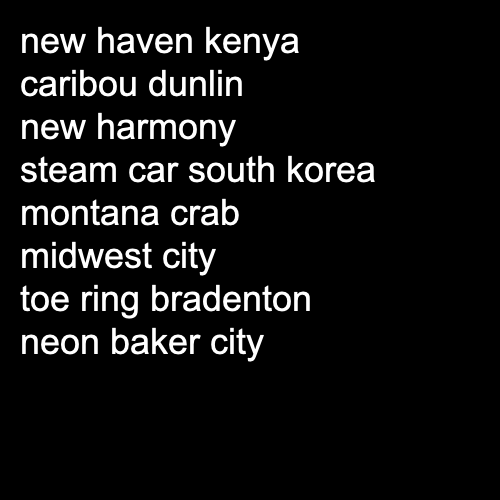 new haven kenya
caribou dunlin
new harmony
steam car south korea
montana crab
midwest city
toe ring bradenton
neon baker city